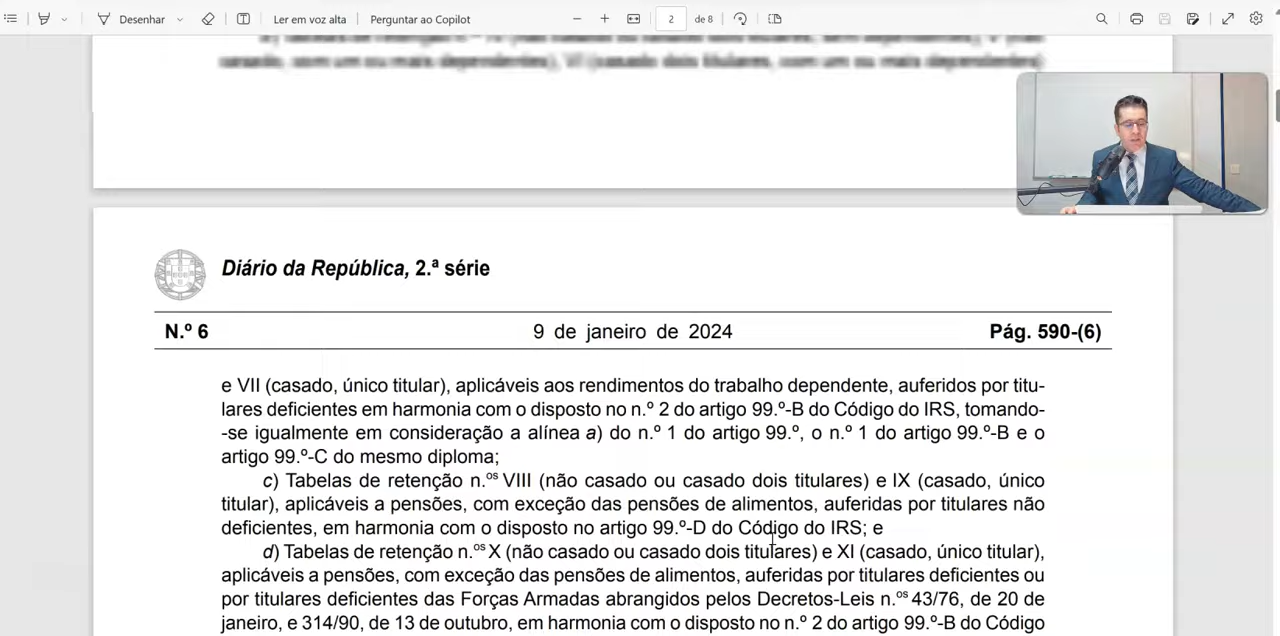 Desenhar
Ler em voz alta
Perguntar ao Copilot
2
de 8
Diário da República, 2.ª série
N.º 6
9 de janeiro de 2024
Pág. 590-(6)
e VII (casado, único titular), aplicáveis aos rendimentos do trabalho dependente, auferidos por titu-
lares deficientes em harmonia com o disposto no n.º 2 do artigo 99.º-B do Código do IRS, tomando-
-se igualmente em consideração a alínea a) do n.º 1 do artigo 99.º, o n.º 1 do artigo 99.º-B e o
artigo 99.º-C do mesmo diploma;
c) Tabelas de retenção n.os VIII (não casado ou casado dois titulares) e IX (casado, único
titular), aplicáveis a pensões, com exceção das pensões de alimentos, auferidas por titulares não
deficientes, em harmonia com o disposto no artigo 99.º-D do Código do IRS; e
d) Tabelas de retenção n.os X (não casado ou casado dois titulares) e XI (casado, único titular),
aplicáveis a pensões, com exceção das pensões de alimentos, auferidas por titulares deficientes ou
por titulares deficientes das Forças Armadas abrangidos pelos Decretos-Leis n.os 43/76, de 20 de
janeiro, e 314/90, de 13 de outubro, em harmonia com o disposto no n.º 2 do artigo 99.º-B do Código